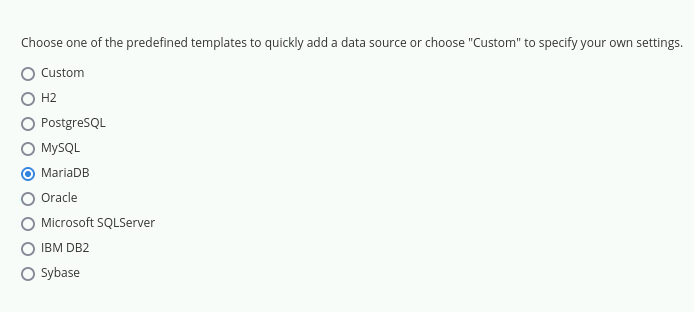 Choose one of the predefined templates to quickly add a data source or choose "Custom" to specify your own settings.
Custom
H2
PostgreSQL
MySQL
MariaDB
Oracle
Microsoft SQLServer
IBM DB2
Sybase